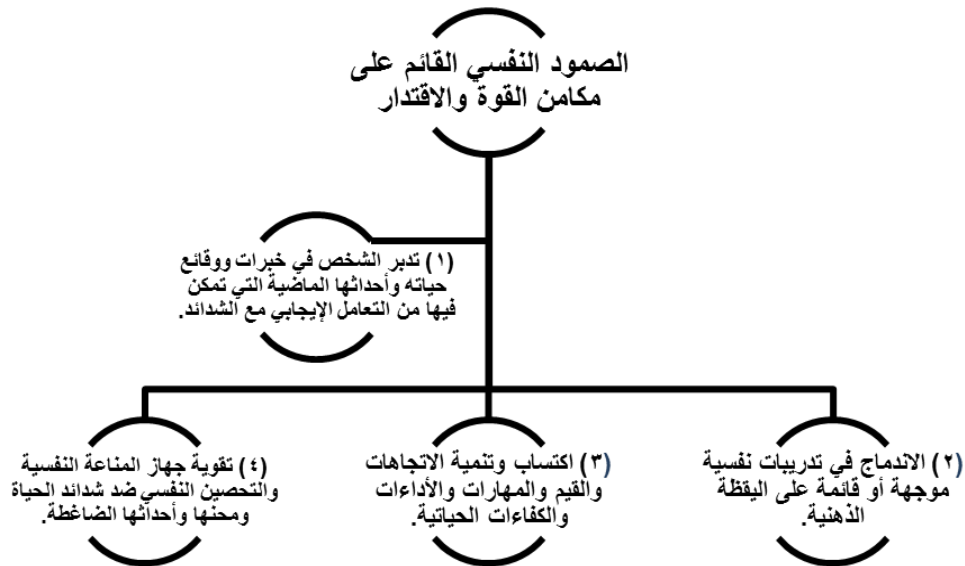 الصمود النفسي القائم على
مكامن القوة والاقتدار
(١) تدبر الشخص في خبرات ووقائع
حياته وأحداثها الماضية التي تمكن
فيها من التعامل الإيجابي مع الشدائد.
(٢) الاندماج في تدريبات نفسية
موجهة أو قائمة على اليقظة
الذهنية.
(٣) اكتساب وتنمية الاتجاهات
والقيم والمهارات والأداءات
والكفاءات الحياتية.
(٤) تقوية جهاز المناعة النفسية
والتحصين النفسي ضد شدائد الحياة
ومحنها وأحداثها الضاغطة.